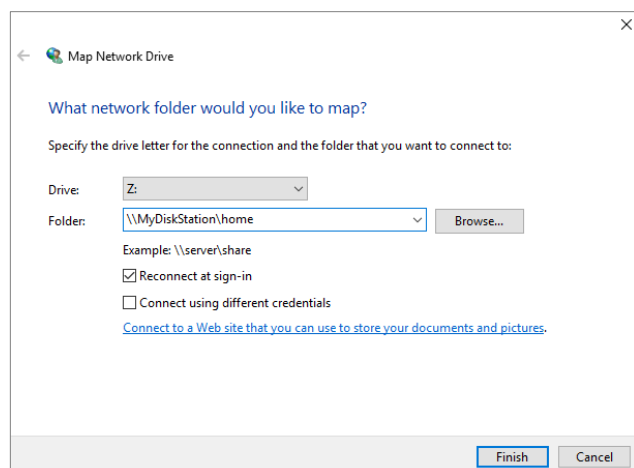 Map Network Drive
What network folder would you like to map?
Specify the drive letter for the connection and the folder that you want to connect to:
Drive: Z:
Folder: \\MyDiskStation\home Browse...
Example: \\server\share
Reconnect at sign-in
Connect using different credentials
Connect to a Web site that you can use to store your documents and pictures.
Finish Cancel